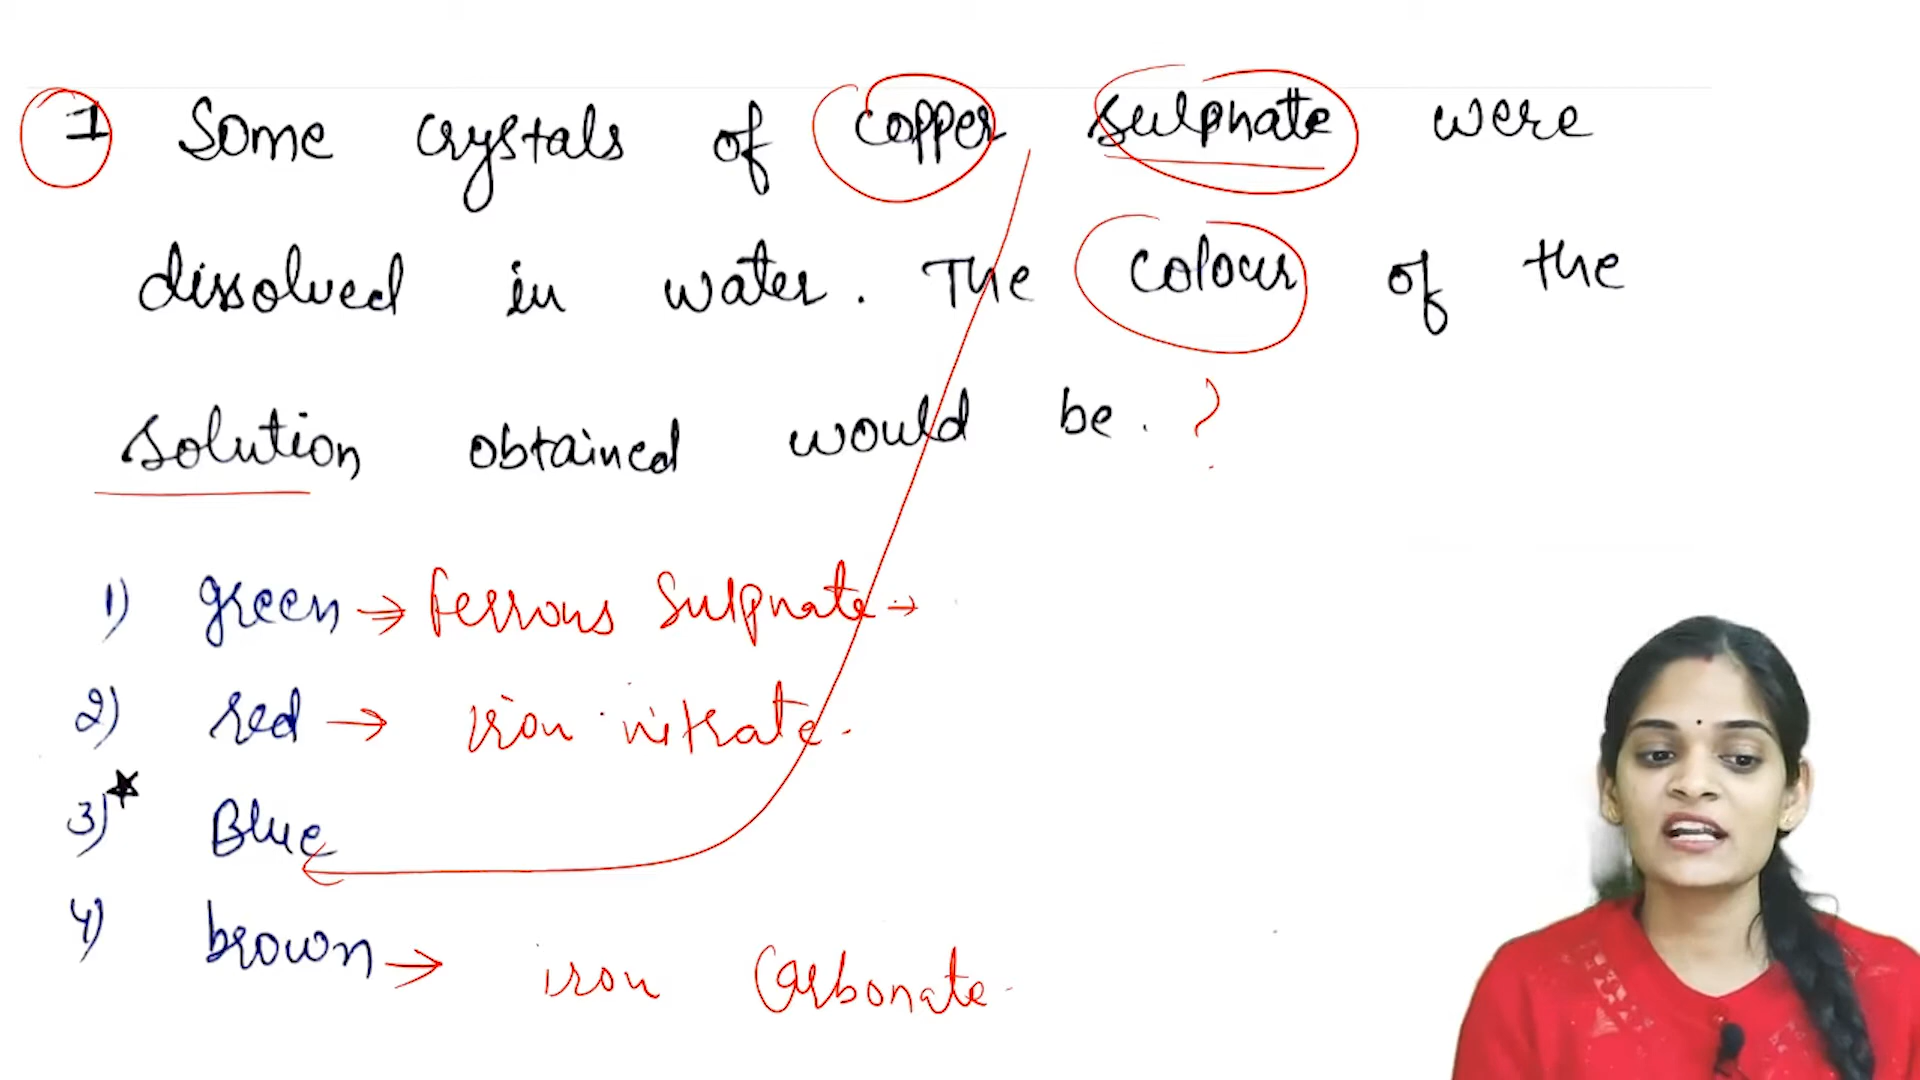 1 Some crystals of copper sulphate were
dissolved in water. The colour of the
solution obtained would be. ?
1) green → Ferrous Sulphate →
2) red → iron nitrate.
3) Blue
4) brown → iron Carbonate.